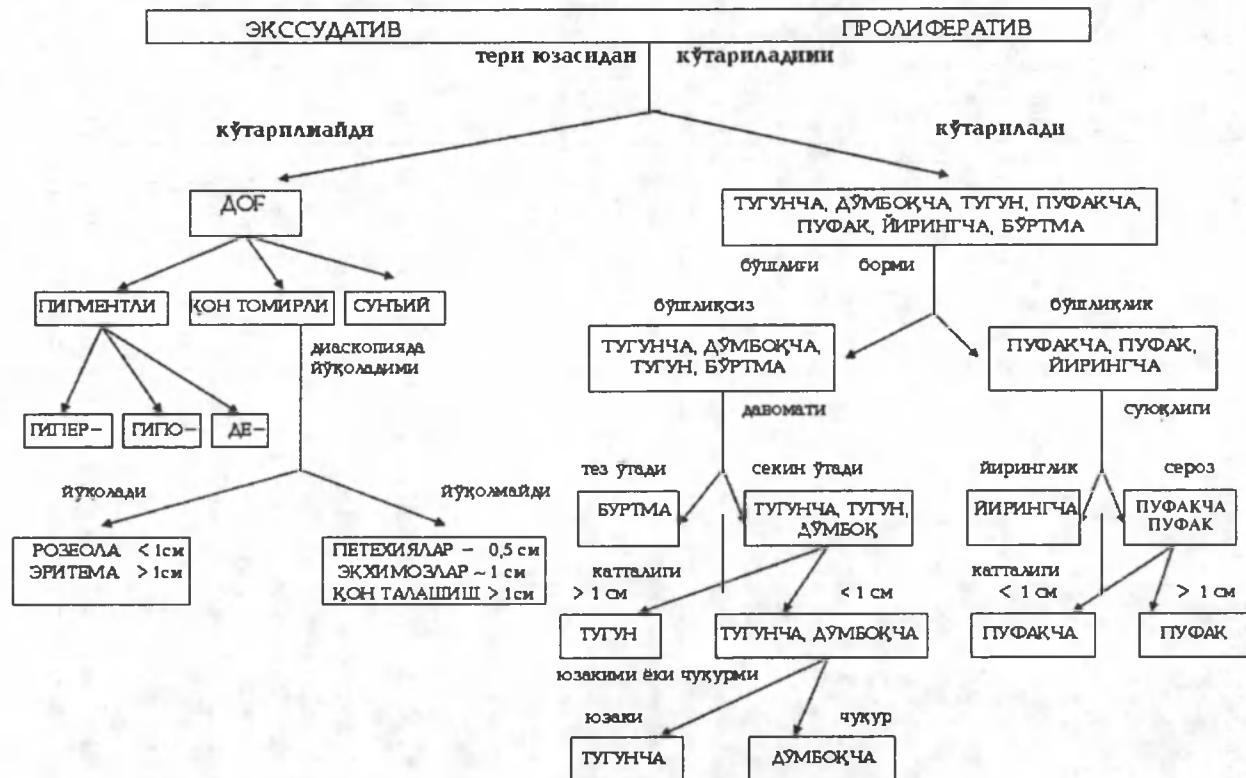 ЭКССУДАТИВ ПРОЛИФЕРАТИВ
тери юзасидан кўтариладими
кўтарилмайди
кўтарилади
ДОҒ
ТУГУНЧА, ДЎМБОҚЧА, ТУГУН, ПУФАКЧА,
ПУФАК, ЙИРИНГЧА, БЎРТМА
бўшлиғи борми
ПИГМЕНТЛИ
ҚОН ТОМИРЛИ
СУНЪИЙ
бўшлиқсиз
бўшлиқлик
диаскопияда
йўқоладими
ТУГУНЧА, ДЎМБОҚЧА,
ТУГУН, БЎРТМА
ПУФАКЧА, ПУФАК,
ЙИРИНГЧА
давомати
суюқлиги
ГИПЕР–
ГИПО–
ДЕ–
тез ўтади
секин ўтади
йиринглик
сероз
йўқолади
йўқолмайди
БУРТМА
ТУГУНЧА, ТУГУН,
ДЎМБОҚ
ЙИРИНГЧА
ПУФАҚЧА
ПУФАК
РОЗЕОЛА < 1см
ЭРИТЕМА > 1см
ПЕТЕХИЯЛАР – 0,5 см
ЭКХИМОЗЛАР ~ 1 см
ҚОН ТАЛАШИШ > 1см
катталиги
> 1 см
< 1 см
катталиги
< 1 см
> 1 см
ТУГУН
ТУГУНЧА, ДЎМБОҚЧА
ПУФАҚЧА
ПУФАК
юзакими ёки чуқурми
юзаки
чуқур
ТУГУНЧА
ДЎМБОҚЧА